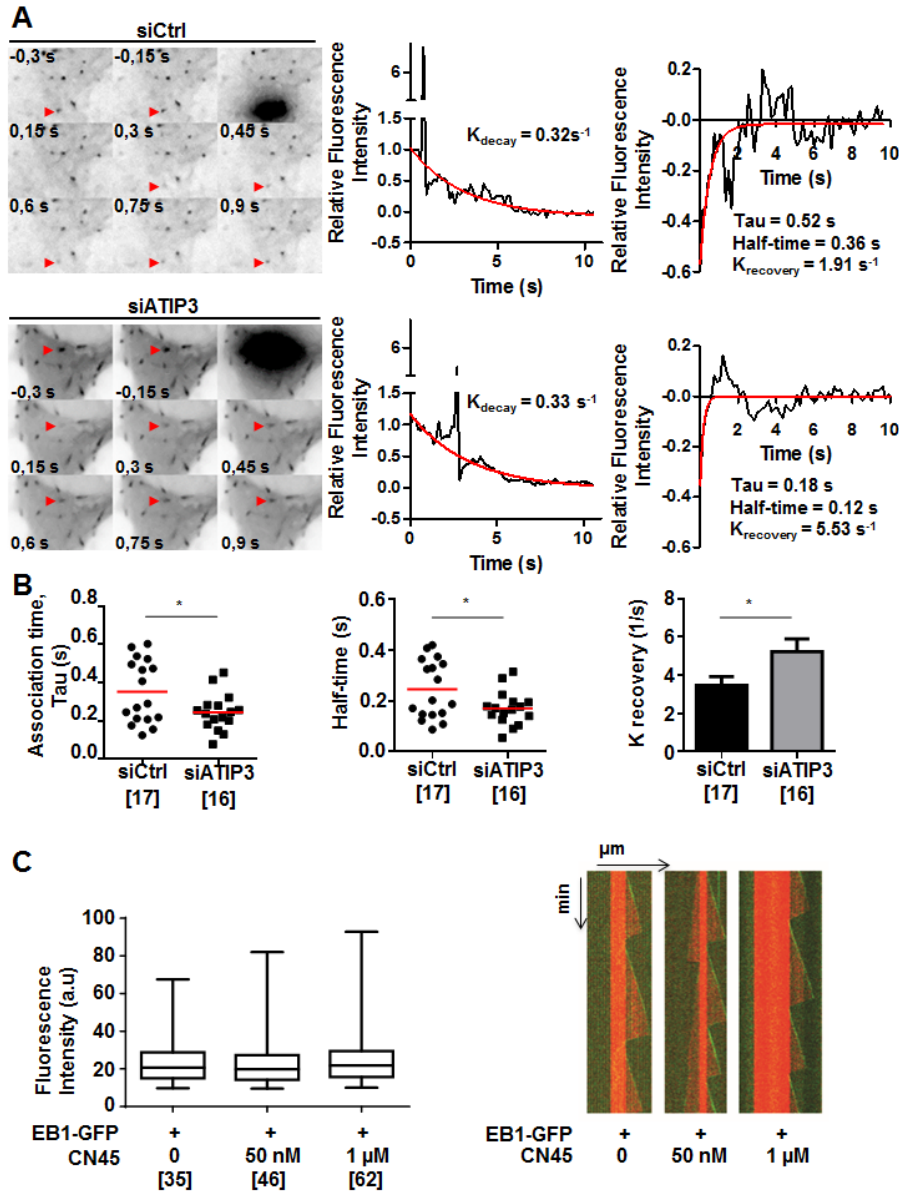 A
siCtrl
-0,3 s
-0,15 s
0,15 s
0,3 s
0,45 s
0,6 s
0,75 s
0,9 s
Relative Fluorescence
Intensity
6
1.5
1.0
0.5
0.0
-0.5
Kdecay = 0.32s-1
0
5
10
Time (s)
Relative Fluorescence
Intensity
0.2
-0.0
-0.2
-0.4
-0.6
2
4
6
8
10
Time (s)
Tau = 0.52 s
Half-time = 0.36 s
Krecovery = 1.91 s-1
siATIP3
-0,3 s
-0,15 s
0,15 s
0,3 s
0,45 s
0,6 s
0,75 s
0,9 s
Relative Fluorescence
Intensity
6
1.5
1.0
0.5
0.0
-0.5
Kdecay = 0.33 s-1
0
5
10
Time (s)
Relative Fluorescence
Intensity
0.2
-0.0
-0.2
-0.4
-0.6
2
4
6
8
10
Time (s)
Tau = 0.18 s
Half-time = 0.12 s
Krecovery = 5.53 s-1
B
Association time,
Tau (s)
0.8
0.6
0.4
0.2
0.0
*
siCtrl
siATIP3
[17]
[16]
Half-time (s)
0.6
0.4
0.2
0.0
*
siCtrl
siATIP3
[17]
[16]
K recovery (1/s)
8
6
4
2
0
*
siCtrl
siATIP3
[17]
[16]
C
Fluorescence
Intensity (a.u)
100
80
60
40
20
0
EB1-GFP + + +
CN45 0 50 nM 1 µM
[35] [46] [62]
µm
min
EB1-GFP + + +
CN45 0 50 nM 1 µM